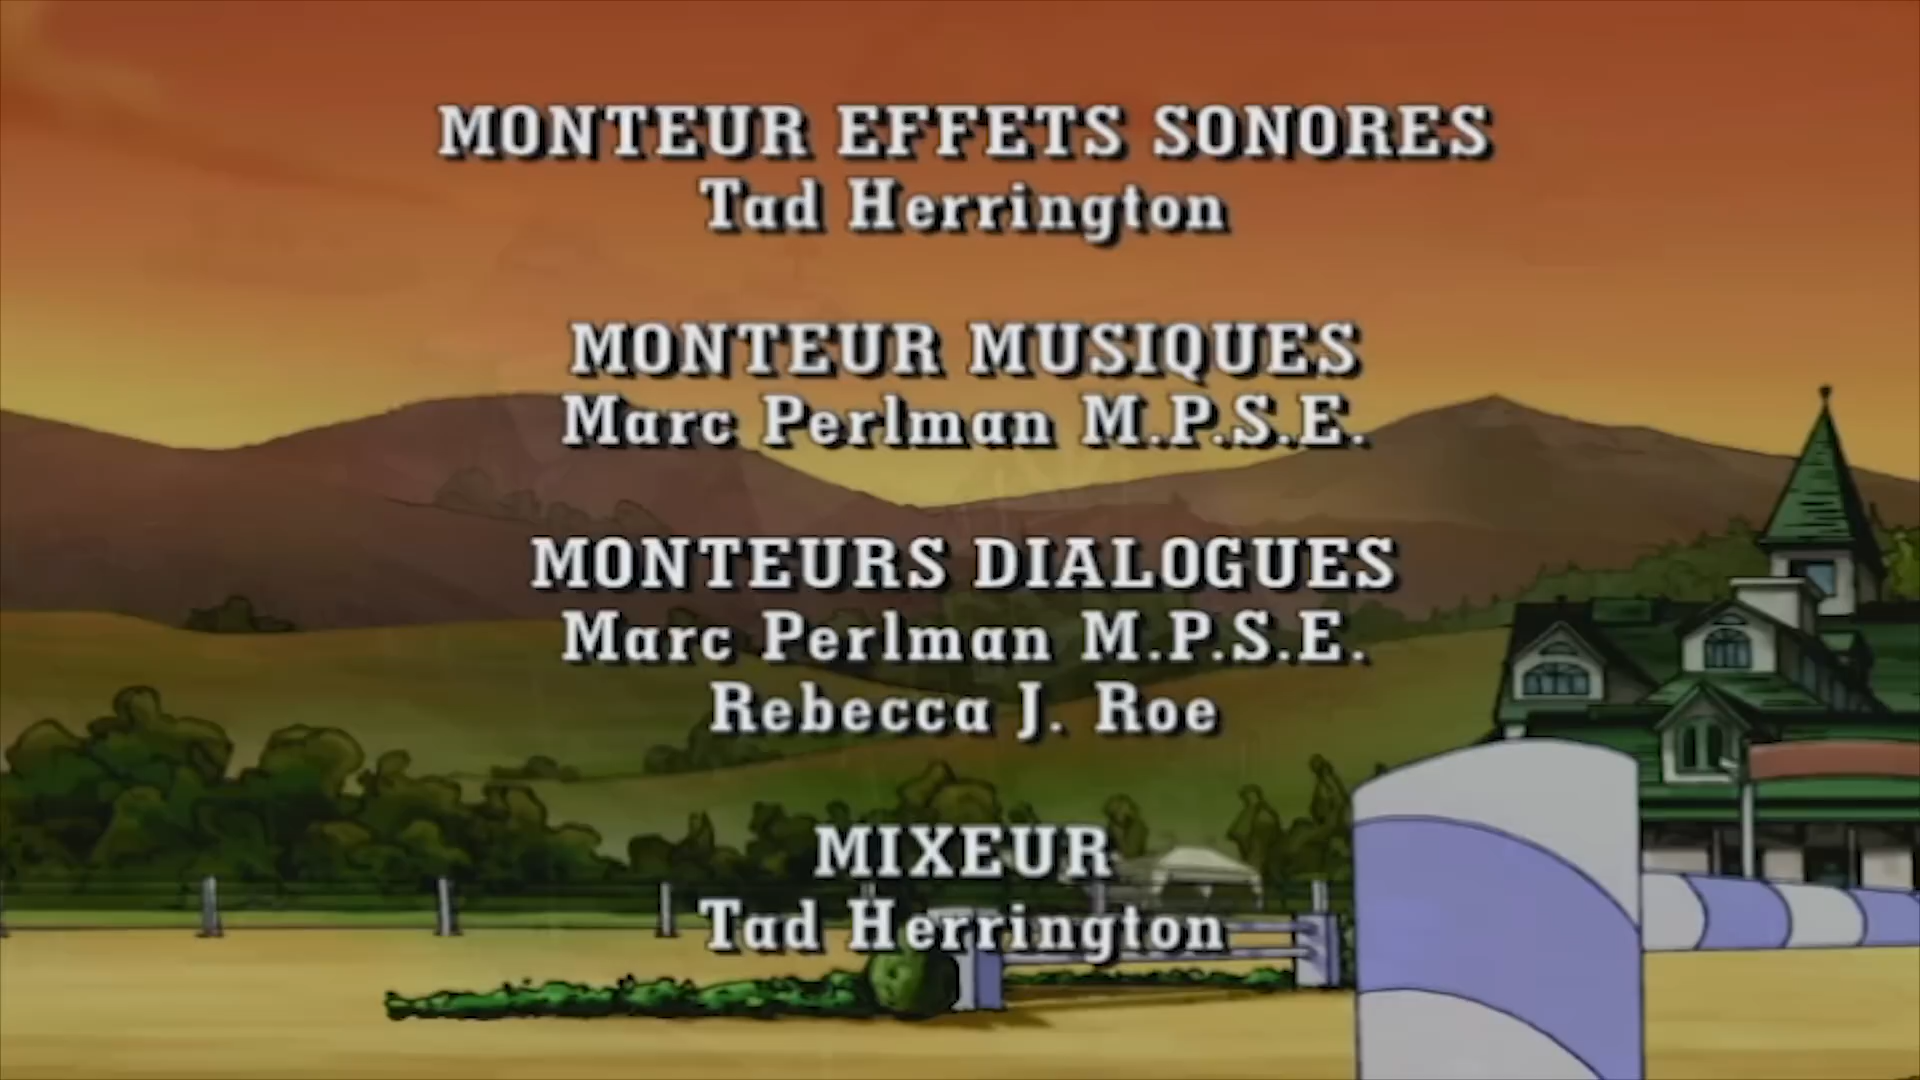 MONTEUR EFFETS SONORES
Tad Herrington
MONTEUR MUSIQUES
Marc Perlman M.P.S.E.
MONTEURS DIALOGUES
Marc Perlman M.P.S.E.
Rebecca J. Roe
MIXEUR
Tad Herrington